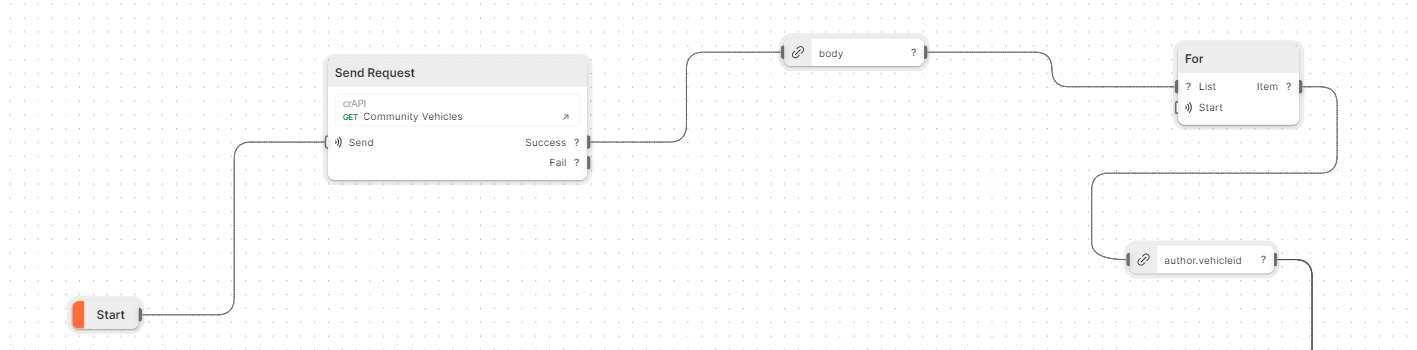 Send Request
crAPI
GET Community Vehicles
Send
Success ?
Fail ?
body ?
For
? List Item ?
Start
author.vehicleid ?
Start